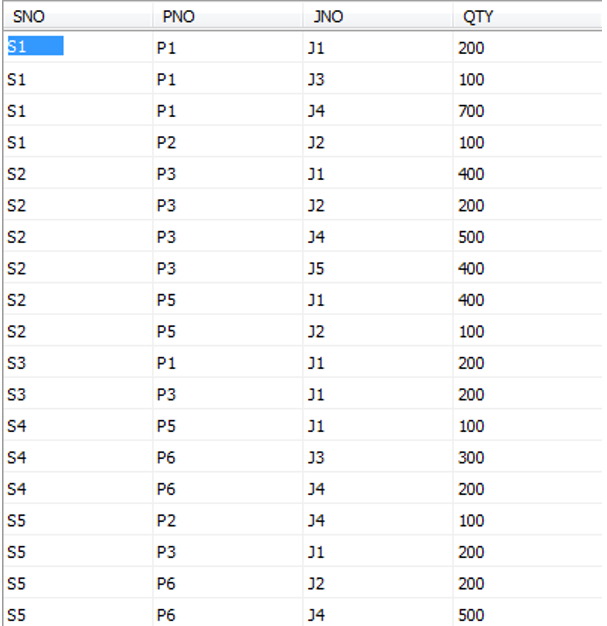 SNO PNO JNO QTY
S1 P1 J1 200
S1 P1 J3 100
S1 P1 J4 700
S1 P2 J2 100
S2 P3 J1 400
S2 P3 J2 200
S2 P3 J4 500
S2 P3 J5 400
S2 P5 J1 400
S2 P5 J2 100
S3 P1 J1 200
S3 P3 J1 200
S4 P5 J1 100
S4 P6 J3 300
S4 P6 J4 200
S5 P2 J4 100
S5 P3 J1 200
S5 P6 J2 200
S5 P6 J4 500